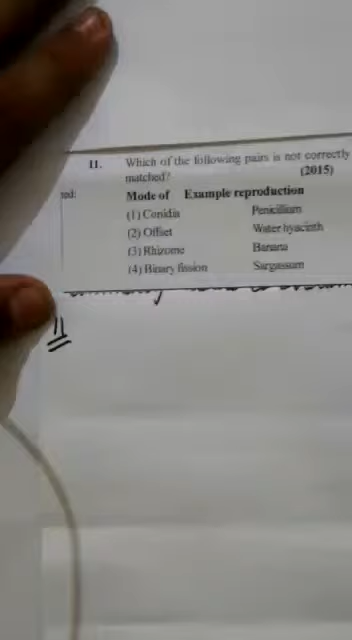 11. Which of the following pairs is not correctly
matched? (2015)
Mode of Example reproduction
(1) Conidia Penicillium
(2) Offset Water hyacinth
(3) Rhizome Banana
(4) Binary fission Sargassum
11